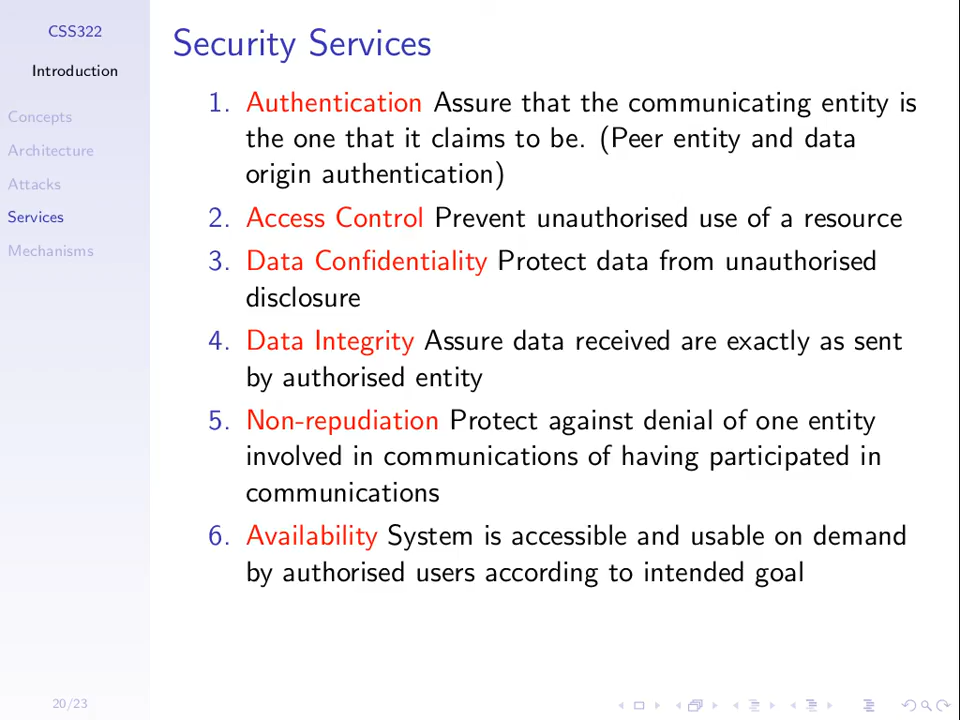 CSS322
Introduction
Concepts
Architecture
Attacks
Services
Mechanisms
Security Services
1. Authentication Assure that the communicating entity is
the one that it claims to be. (Peer entity and data
origin authentication)
2. Access Control Prevent unauthorised use of a resource
3. Data Confidentiality Protect data from unauthorised
disclosure
4. Data Integrity Assure data received are exactly as sent
by authorised entity
5. Non-repudiation Protect against denial of one entity
involved in communications of having participated in
communications
6. Availability System is accessible and usable on demand
by authorised users according to intended goal
20/23